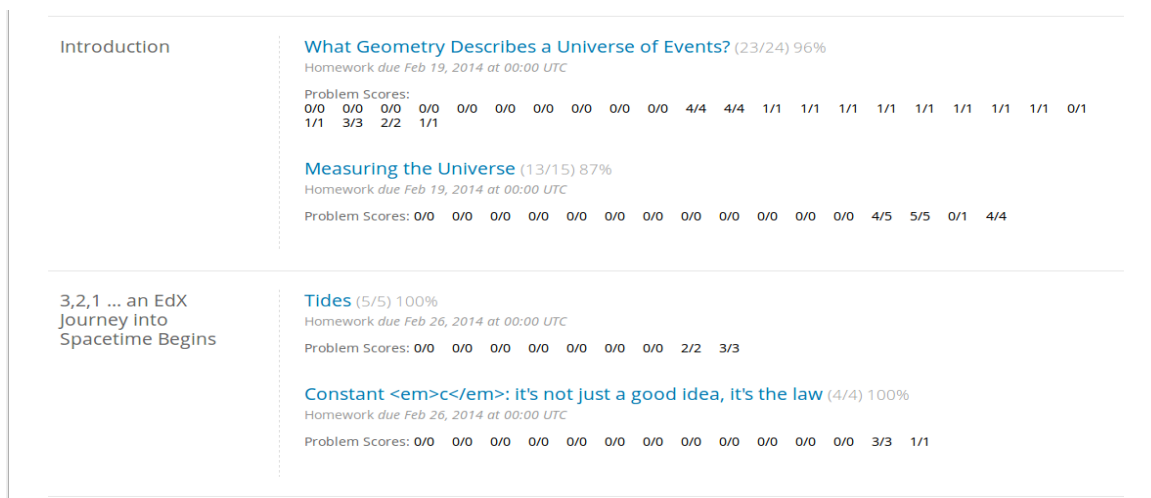 Introduction
What Geometry Describes a Universe of Events? (23/24) 96%
Homework due Feb 19, 2014 at 00:00 UTC
Problem Scores:
0/0 0/0 0/0 0/0 0/0 0/0 0/0 0/0 0/0 0/0 4/4 4/4 1/1 1/1 1/1 1/1 1/1 1/1 1/1 1/1 0/1
1/1 3/3 2/2 1/1
Measuring the Universe (13/15) 87%
Homework due Feb 19, 2014 at 00:00 UTC
Problem Scores: 0/0 0/0 0/0 0/0 0/0 0/0 0/0 0/0 0/0 0/0 0/0 0/0 4/5 5/5 0/1 4/4
3,2,1 ... an EdX
Journey into
Spacetime Begins
Tides (5/5) 100%
Homework due Feb 26, 2014 at 00:00 UTC
Problem Scores: 0/0 0/0 0/0 0/0 0/0 0/0 0/0 2/2 3/3
Constant <em>c</em>: it's not just a good idea, it's the law (4/4) 100%
Homework due Feb 26, 2014 at 00:00 UTC
Problem Scores: 0/0 0/0 0/0 0/0 0/0 0/0 0/0 0/0 0/0 0/0 0/0 0/0 3/3 1/1